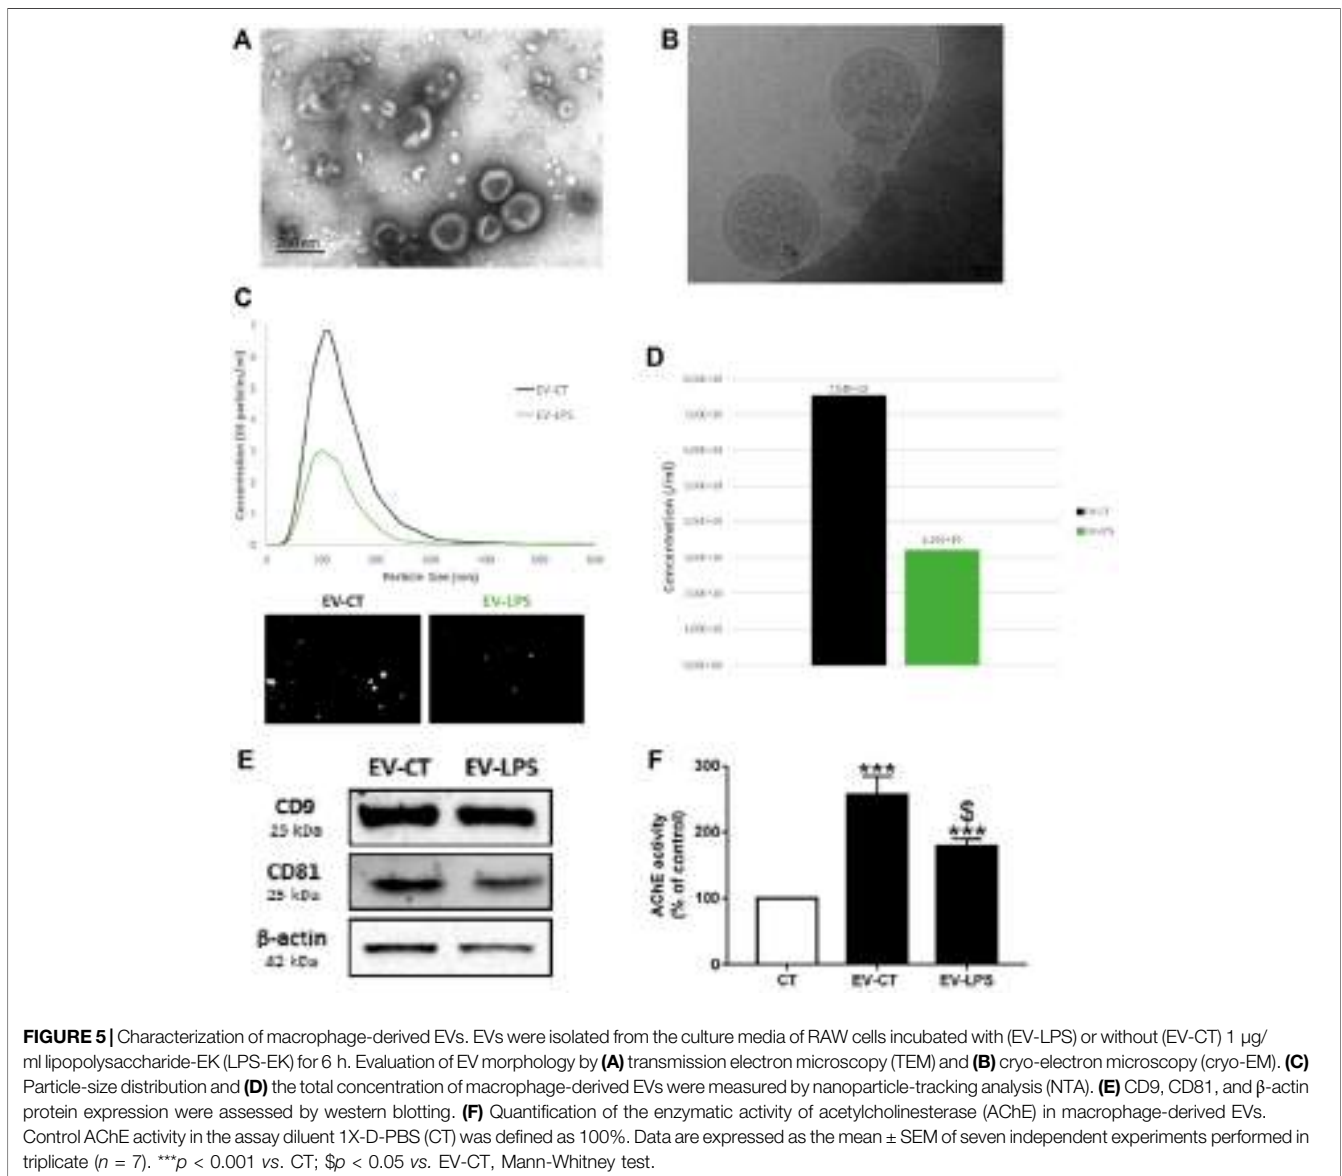 A
B
C
EV-CT
EV-LPS
Particle Size (nm)
EV-CT
EV-LPS
D
Concentration (/ml)
EV-CT
EV-LPS
E
EV-CT EV-LPS
CD9
25 kDa
CD81
25 kDa
β-actin
42 kDa
F
AChE activity
(% of control)
300
200
100
0
***
$
***
CT EV-CT EV-LPS
FIGURE 5 | Characterization of macrophage-derived EVs. EVs were isolated from the culture media of RAW cells incubated with (EV-LPS) or without (EV-CT) 1 µg/
ml lipopolysaccharide-EK (LPS-EK) for 6 h. Evaluation of EV morphology by (A) transmission electron microscopy (TEM) and (B) cryo-electron microscopy (cryo-EM). (C)
Particle-size distribution and (D) the total concentration of macrophage-derived EVs were measured by nanoparticle-tracking analysis (NTA). (E) CD9, CD81, and β-actin
protein expression were assessed by western blotting. (F) Quantification of the enzymatic activity of acetylcholinesterase (AChE) in macrophage-derived EVs.
Control AChE activity in the assay diluent 1X-D-PBS (CT) was defined as 100%. Data are expressed as the mean ± SEM of seven independent experiments performed in
triplicate (n = 7). ***p < 0.001 vs. CT; $p < 0.05 vs. EV-CT, Mann-Whitney test.